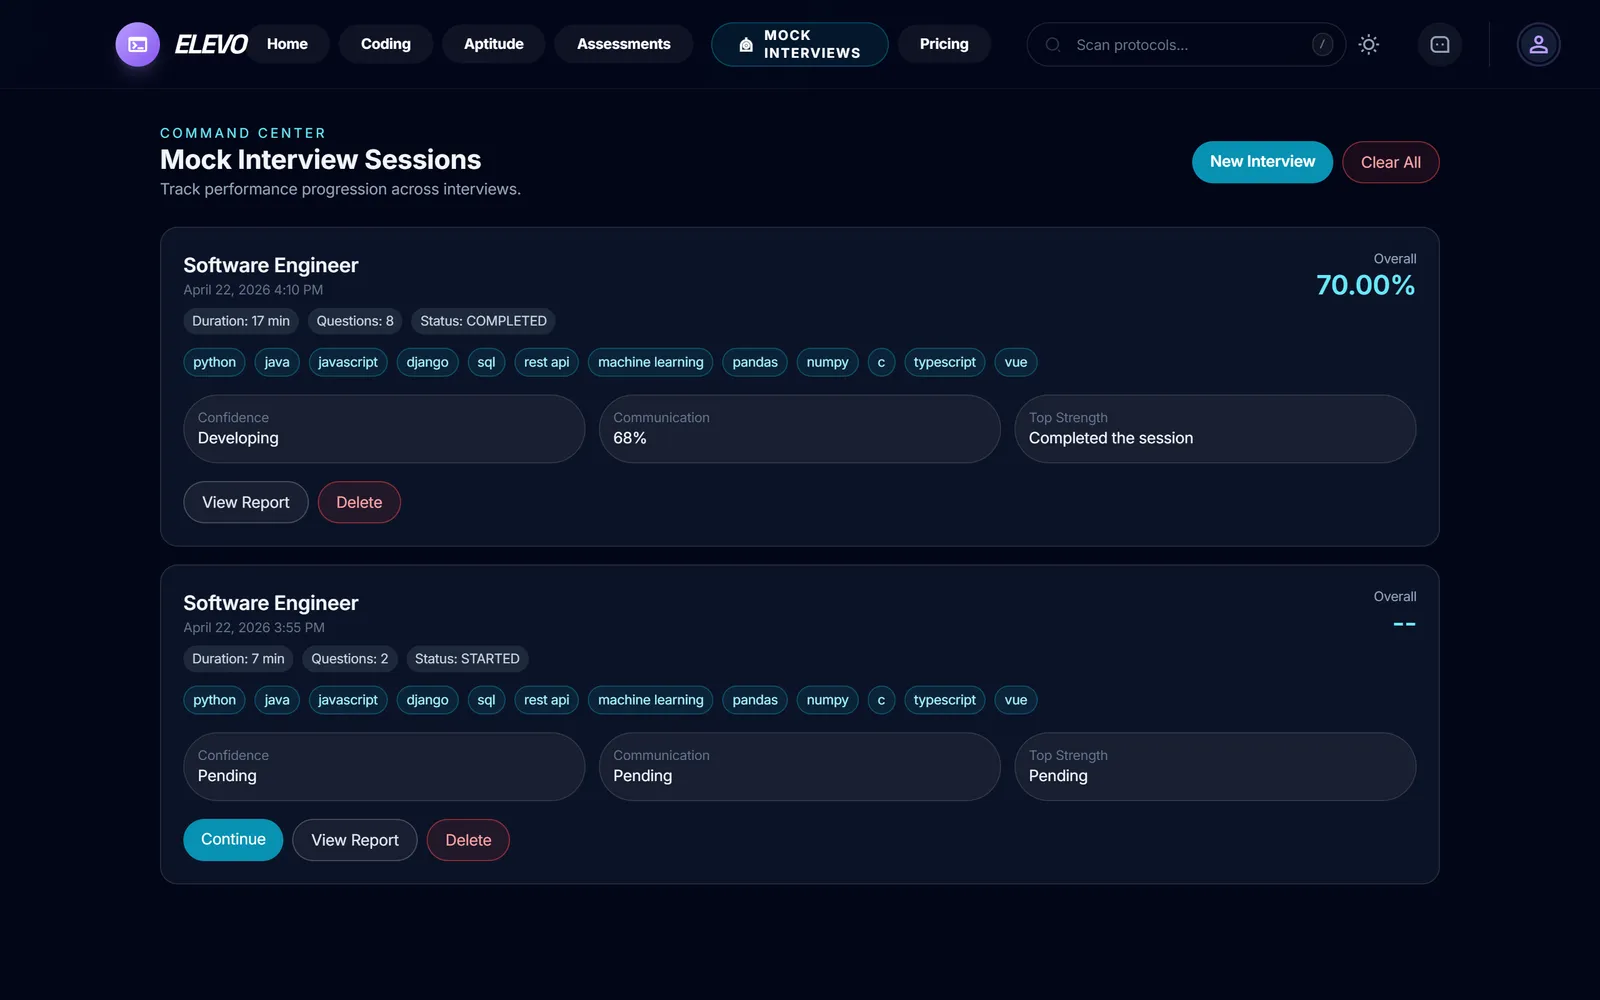 ELEVO
Home
Coding
Aptitude
Assessments
MOCK
INTERVIEWS
Pricing
Scan protocols...
/
COMMAND CENTER
Mock Interview Sessions
Track performance progression across interviews.
New Interview
Clear All
Software Engineer
April 22, 2026 4:10 PM
Overall
70.00%
Duration: 17 min
Questions: 8
Status: COMPLETED
python
java
javascript
django
sql
rest api
machine learning
pandas
numpy
c
typescript
vue
Confidence
Developing
Communication
68%
Top Strength
Completed the session
View Report
Delete
Software Engineer
April 22, 2026 3:55 PM
Overall
--
Duration: 7 min
Questions: 2
Status: STARTED
python
java
javascript
django
sql
rest api
machine learning
pandas
numpy
c
typescript
vue
Confidence
Pending
Communication
Pending
Top Strength
Pending
Continue
View Report
Delete